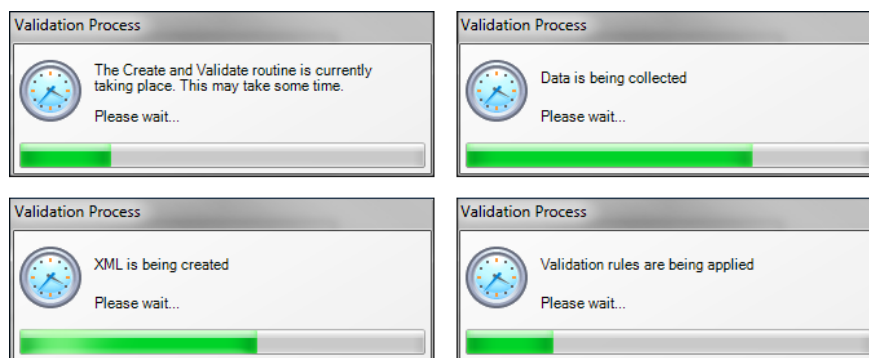 Validation Process
The Create and Validate routine is currently
taking place. This may take some time.
Please wait...
Validation Process
Data is being collected
Please wait...
Validation Process
XML is being created
Please wait...
Validation Process
Validation rules are being applied
Please wait...